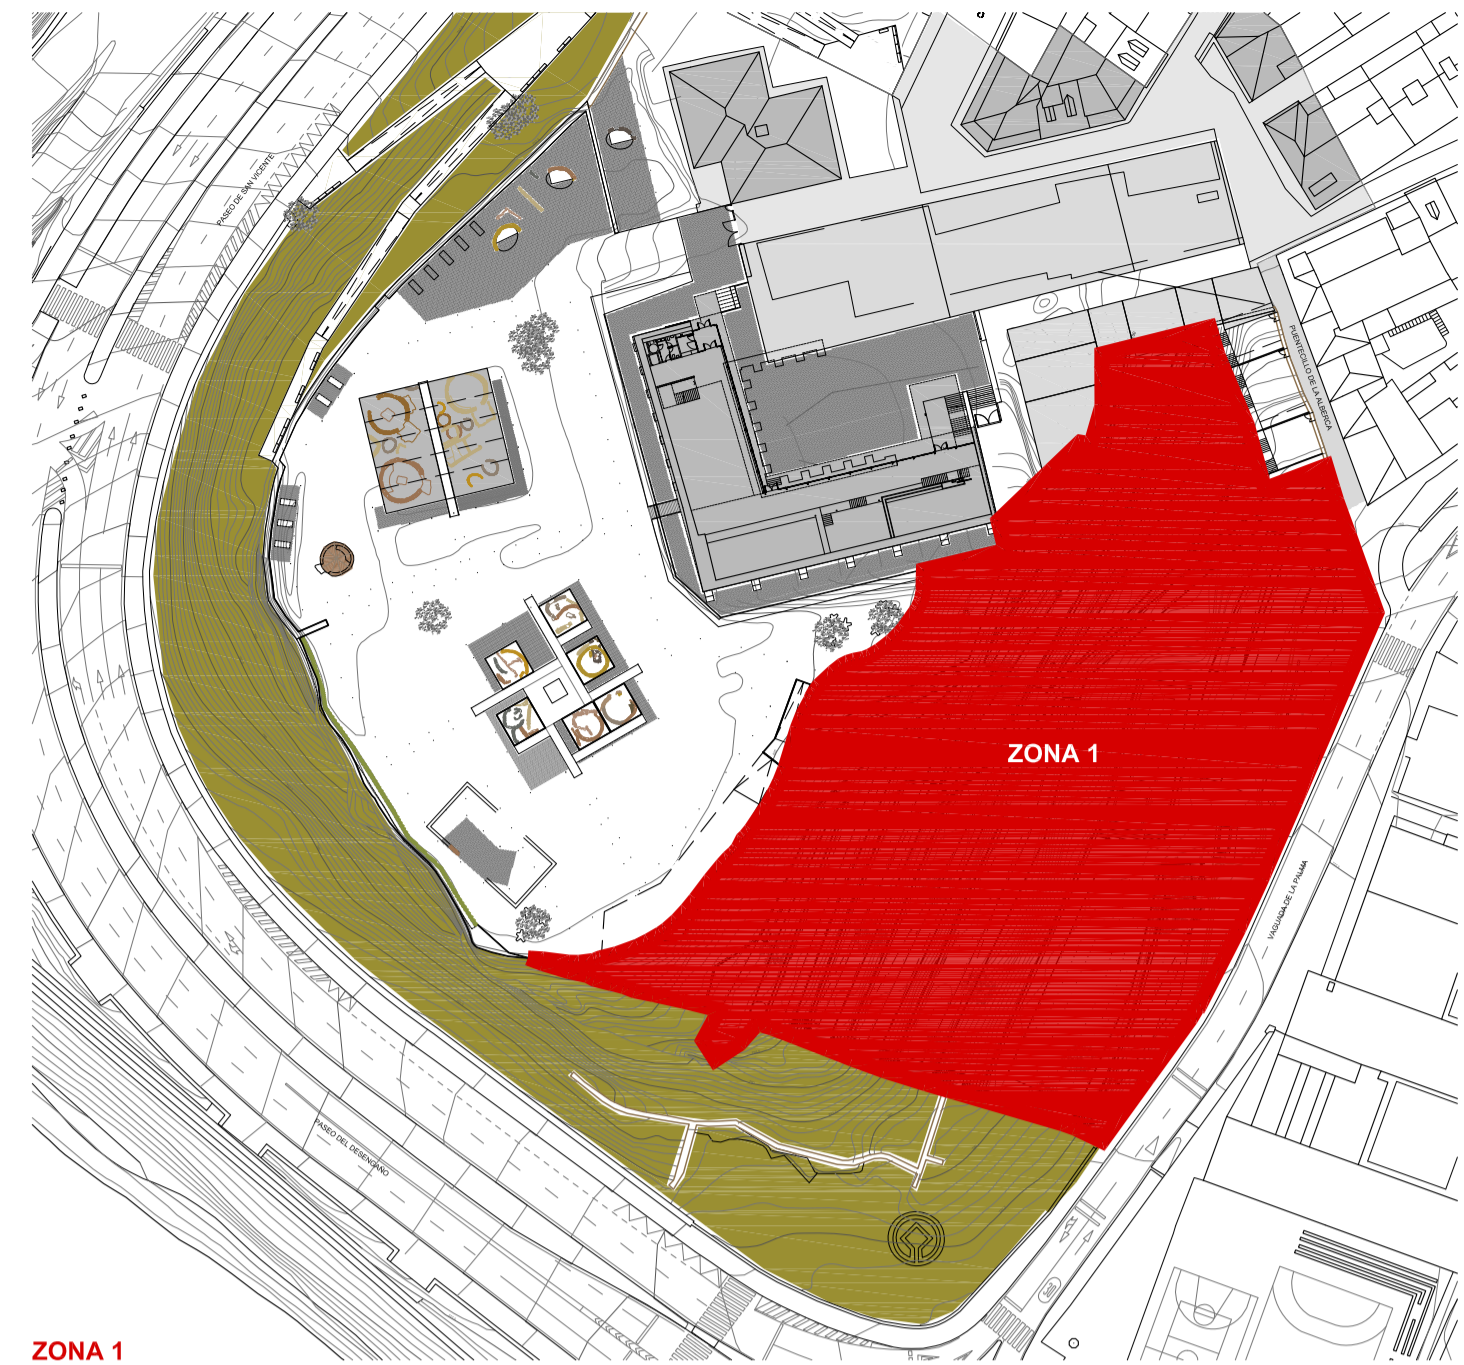 PASEO DE SAN VICENTE
PUENTECILLO DE LA ALBERCA
ZONA 1
VAGUADA DE LA PALMA
PASEO DEL DESENGAÑO
30
ZONA 1